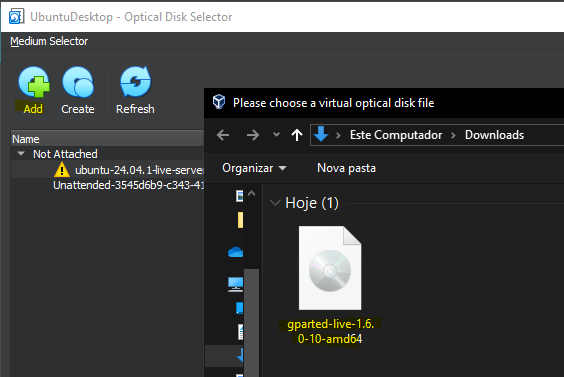 UbuntuDesktop - Optical Disk Selector
Medium Selector
Add
Create
Refresh
Name
Not Attached
ubuntu-24.04.1-live-server
Unattended-3545d6b9-c343-41
Please choose a virtual optical disk file
Este Computador
Downloads
Organizar
Nova pasta
Hoje (1)
gparted-live-1.6.
0-10-amd64